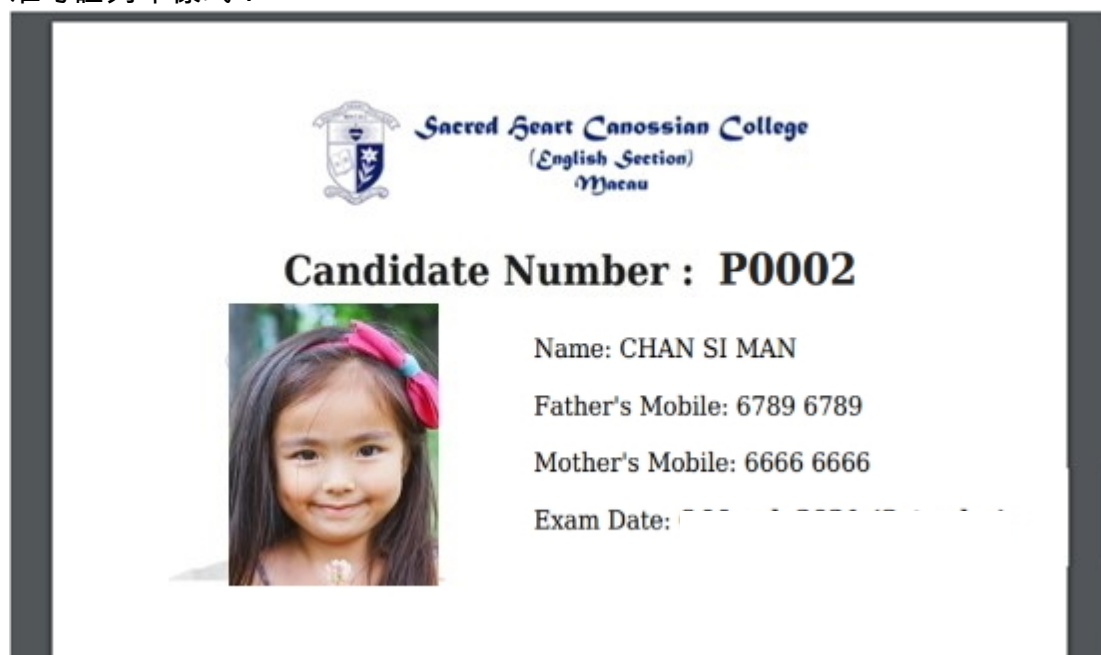 Sacred Heart Canossian College
(English Section)
Macau
Candidate Number : P0002
Name: CHAN SI MAN
Father's Mobile: 6789 6789
Mother's Mobile: 6666 6666
Exam Date: